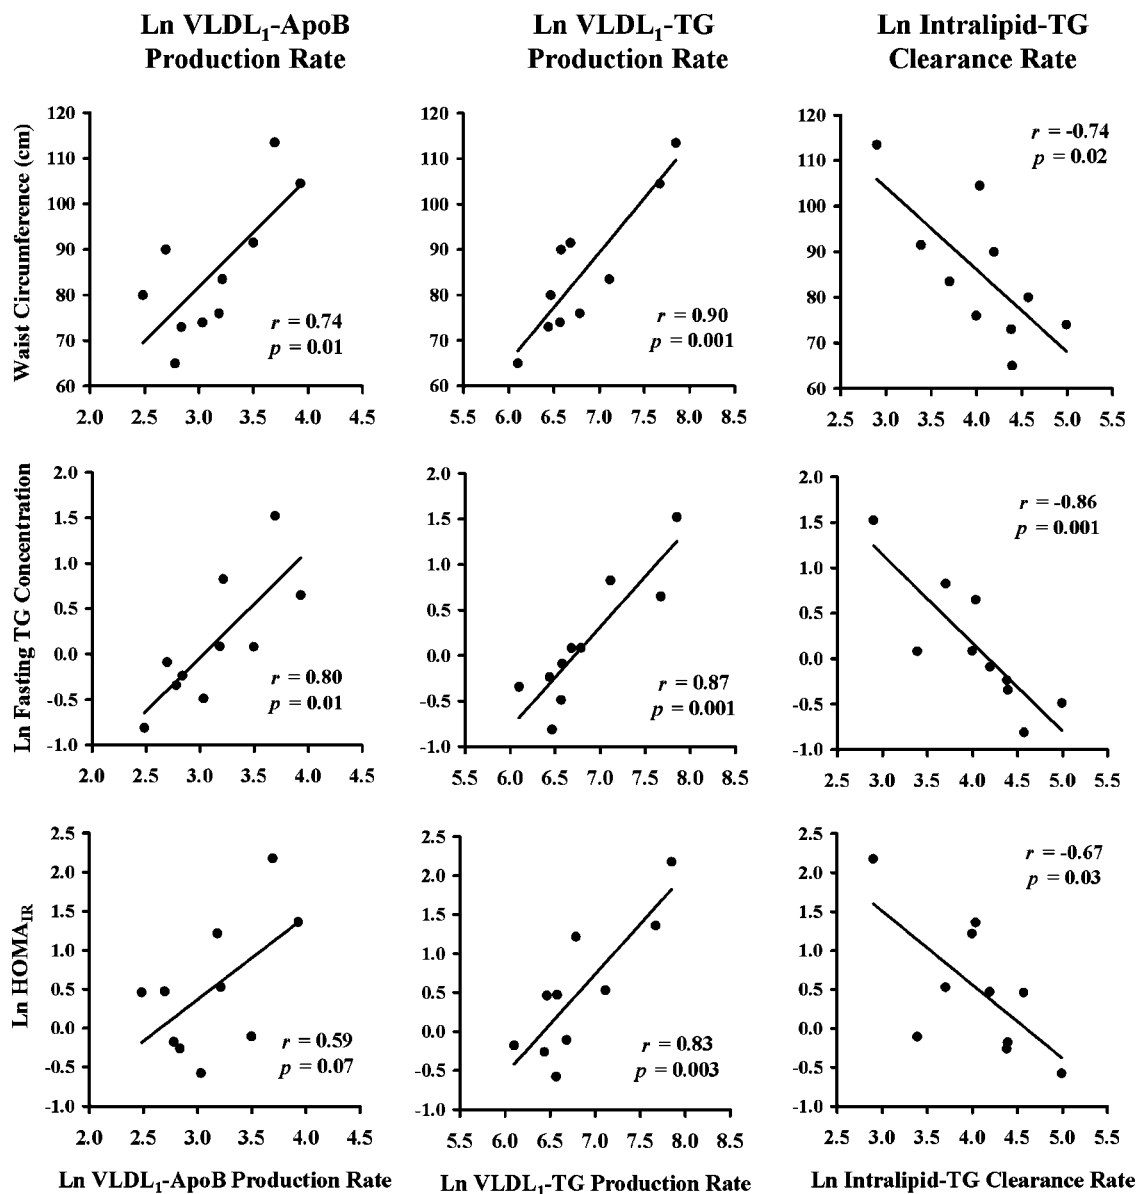 Ln VLDL1-ApoB
Production Rate
Ln VLDL1-TG
Production Rate
Ln Intralipid-TG
Clearance Rate
Waist Circumference (cm)
120
110
100
90
80
70
60
2.0 2.5 3.0 3.5 4.0 4.5
r = 0.74
p = 0.01
120
110
100
90
80
70
60
5.5 6.0 6.5 7.0 7.5 8.0 8.5
r = 0.90
p = 0.001
120
110
100
90
80
70
60
2.5 3.0 3.5 4.0 4.5 5.0 5.5
r = -0.74
p = 0.02
Ln Fasting TG Concentration
2.0
1.5
1.0
0.5
0.0
-0.5
-1.0
2.0 2.5 3.0 3.5 4.0 4.5
r = 0.80
p = 0.01
2.0
1.5
1.0
0.5
0.0
-0.5
-1.0
5.5 6.0 6.5 7.0 7.5 8.0 8.5
r = 0.87
p = 0.001
2.0
1.5
1.0
0.5
0.0
-0.5
-1.0
2.5 3.0 3.5 4.0 4.5 5.0 5.5
r = -0.86
p = 0.001
Ln HOMAIR
2.5
2.0
1.5
1.0
0.5
0.0
-0.5
-1.0
2.0 2.5 3.0 3.5 4.0 4.5
r = 0.59
p = 0.07
2.5
2.0
1.5
1.0
0.5
0.0
-0.5
-1.0
5.5 6.0 6.5 7.0 7.5 8.0 8.5
r = 0.83
p = 0.003
2.5
2.0
1.5
1.0
0.5
0.0
-0.5
-1.0
2.5 3.0 3.5 4.0 4.5 5.0 5.5
r = -0.67
p = 0.03
Ln VLDL1-ApoB Production Rate
Ln VLDL1-TG Production Rate
Ln Intralipid-TG Clearance Rate